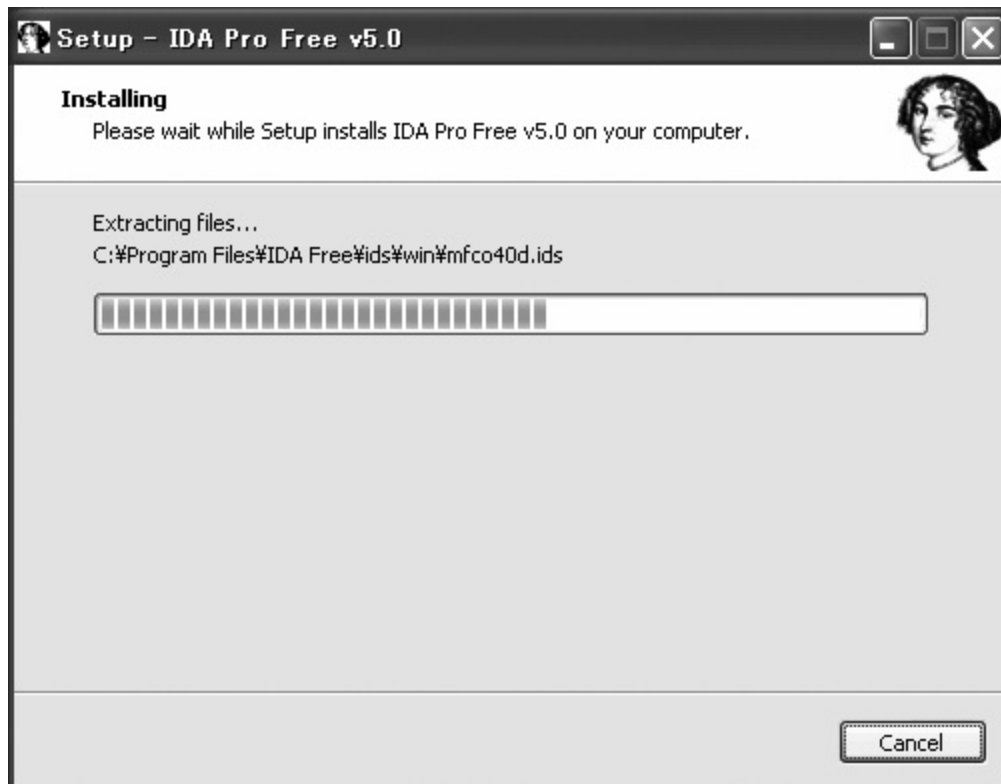 Setup - IDA Pro Free v5.0
Installing
Please wait while Setup installs IDA Pro Free v5.0 on your computer.
Extracting files...
C:¥Program Files¥IDA Free¥ids¥win¥mfco40d.ids
Cancel